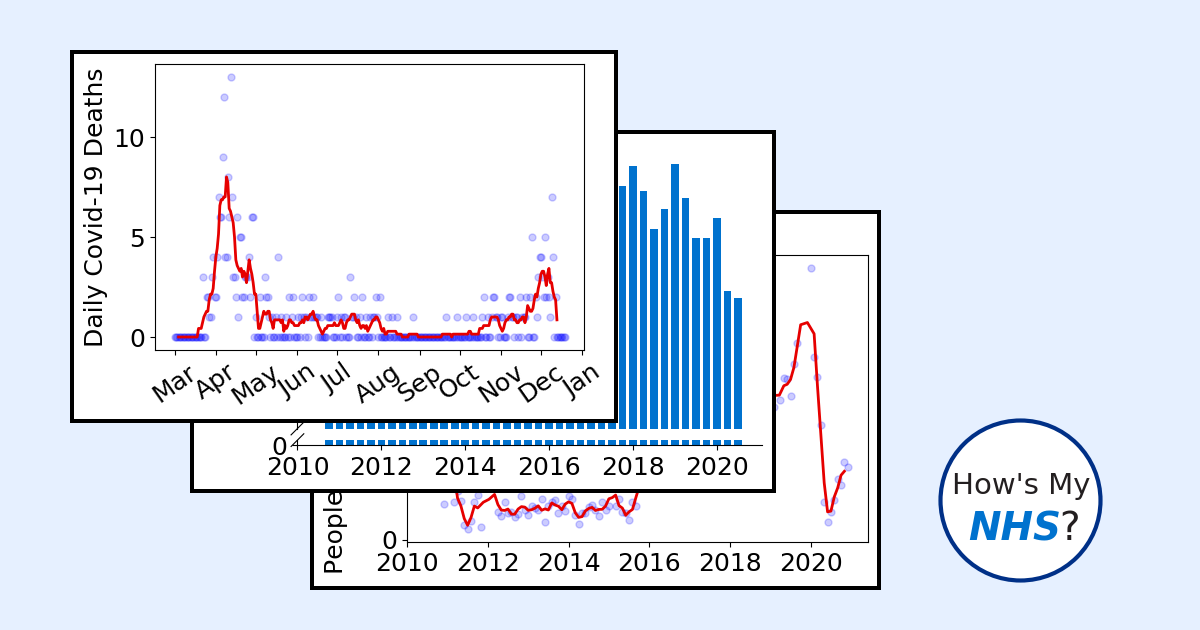 Daily Covid-19 Deaths
10
5
0
Mar Apr May Jun Jul Aug Sep Oct Nov Dec Jan
0
2010 2012 2014 2016 2018 2020
People
0
2010 2012 2014 2016 2018 2020
How's My
NHS?